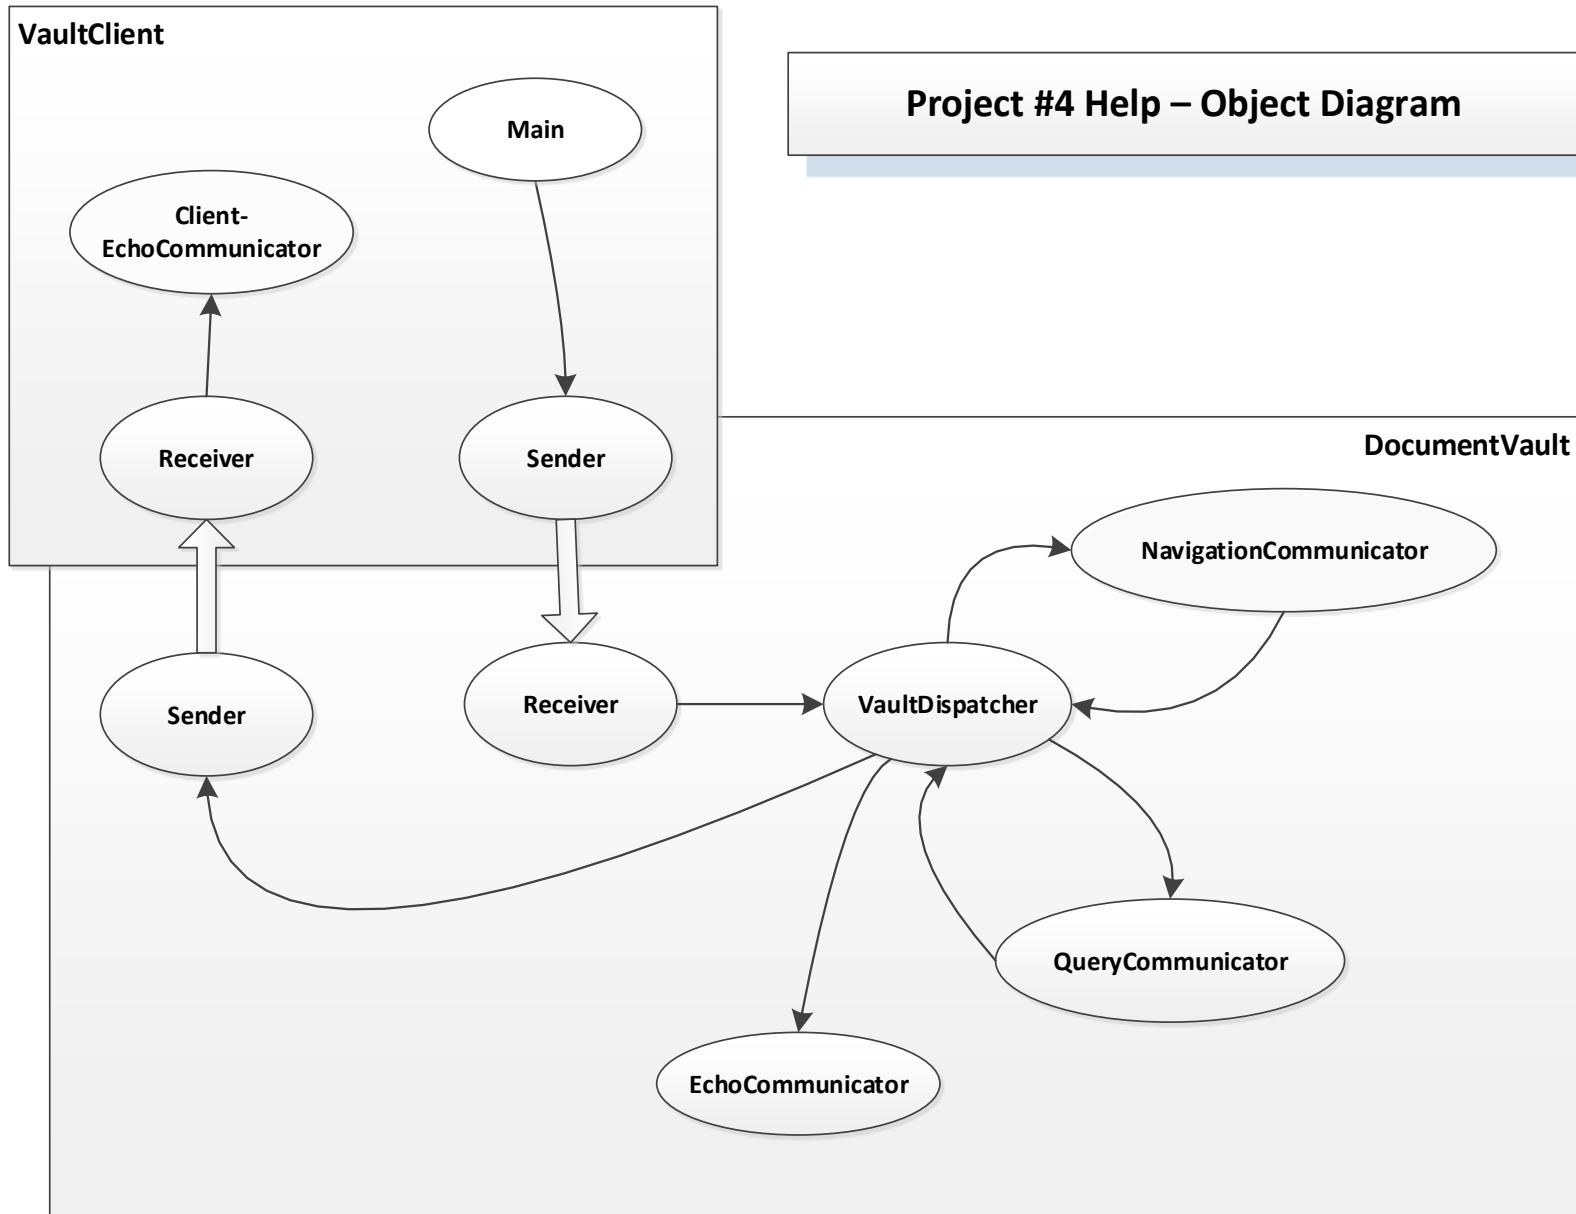 VaultClient
Project #4 Help – Object Diagram
Main
Client-
EchoCommunicator
Receiver
Sender
DocumentVault
NavigationCommunicator
Sender
Receiver
VaultDispatcher
QueryCommunicator
EchoCommunicator